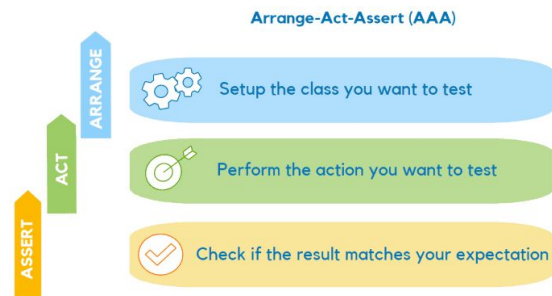 Arrange-Act-Assert (AAA)
ARRANGE
Setup the class you want to test
ACT
Perform the action you want to test
ASSERT
Check if the result matches your expectation